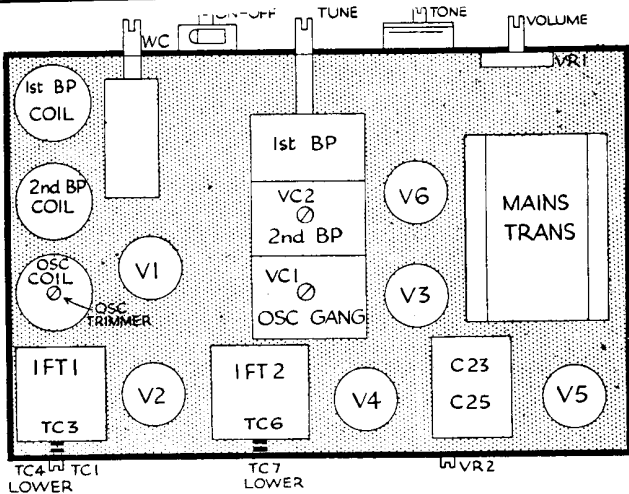 ON-OFF
TUNE
TONE
VOLUME
WC
VR1
1st BP
COIL
1st BP
2nd BP
COIL
VC2
2nd BP
V6
MAINS
TRANS
OSC
COIL
V1
VC1
OSC GANG
V3
OSC
TRIMMER
IFT1
TC3
V2
IFT2
TC6
V4
C23
C25
V5
TC4 TC1
LOWER
TC7
LOWER
VR2